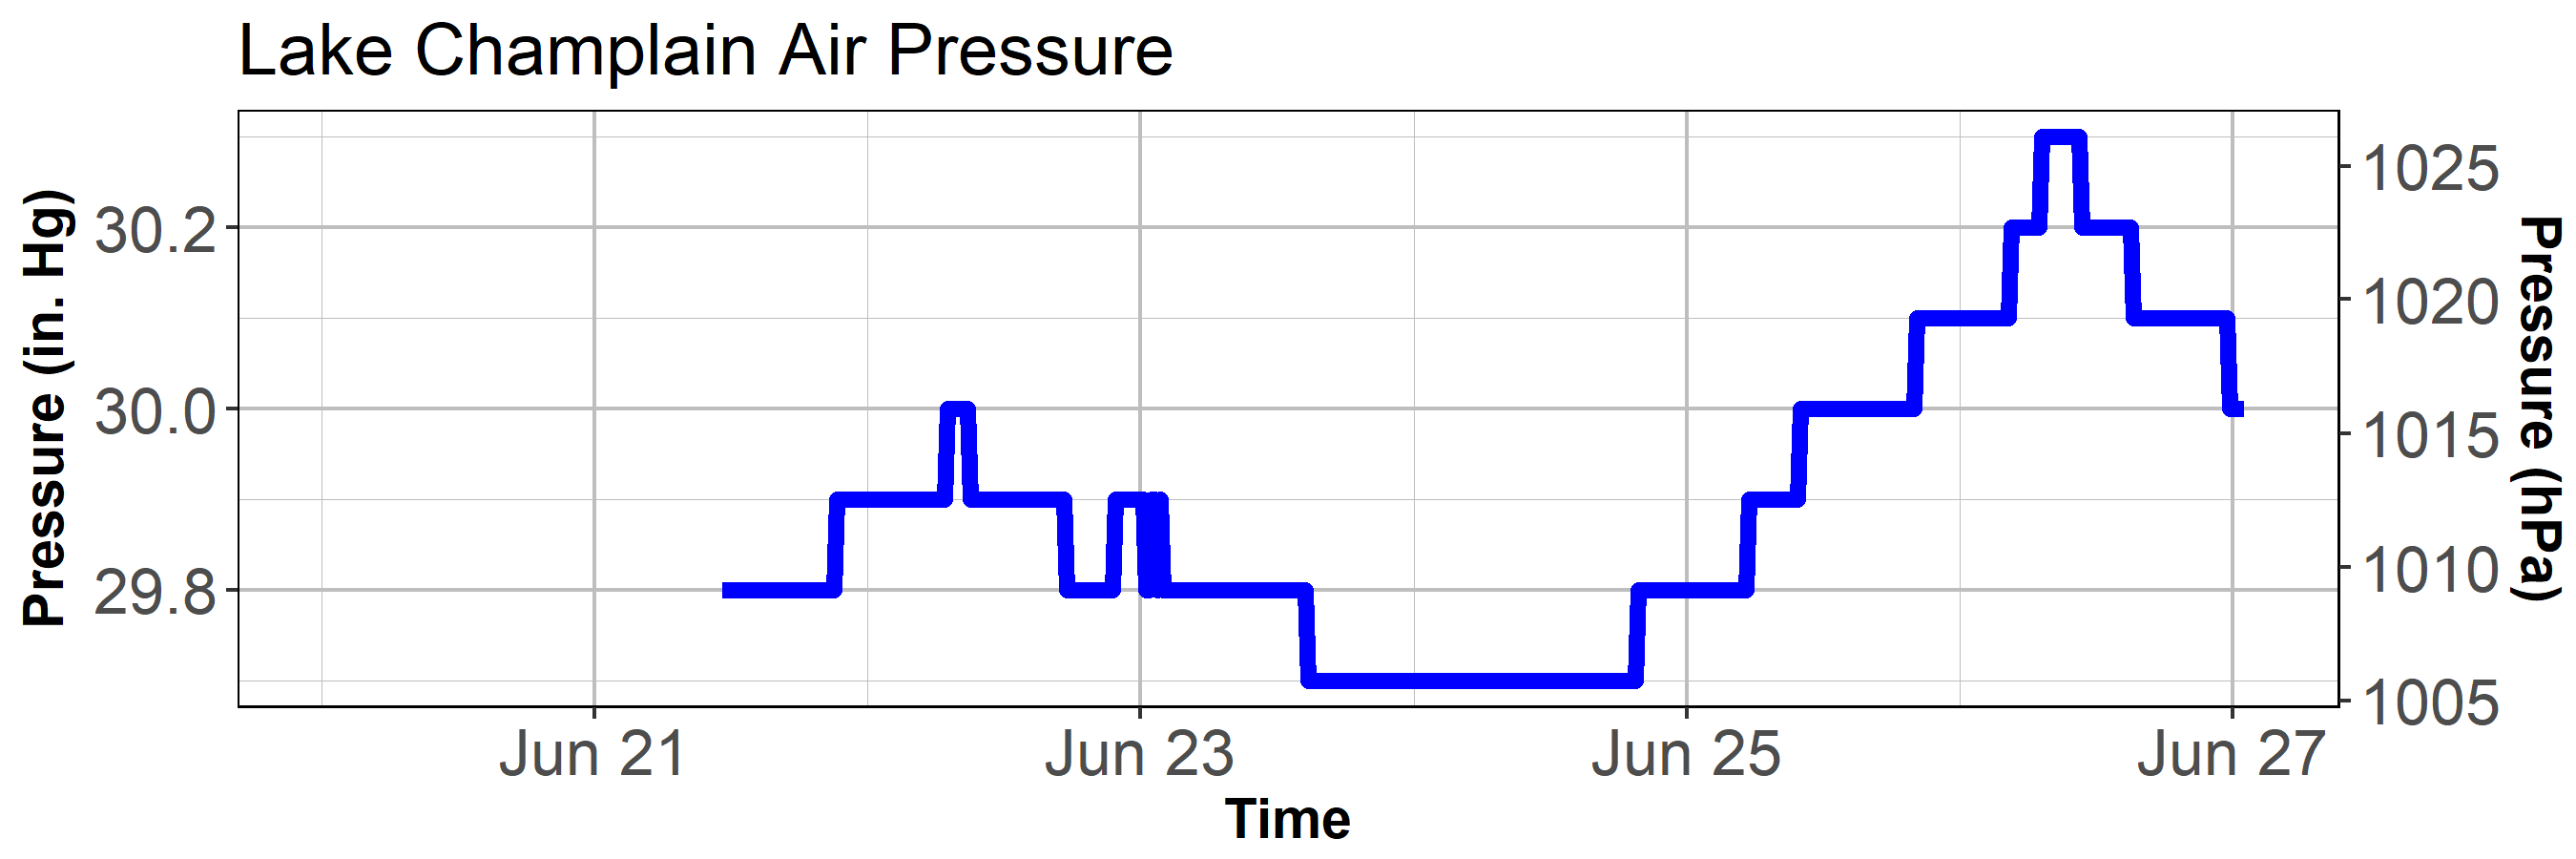 Lake Champlain Air Pressure
Pressure (in. Hg)
30.2
30.0
29.8
1025
1020
1015
1010
1005
Pressure (hPa)
Jun 21
Jun 23
Jun 25
Jun 27
Time